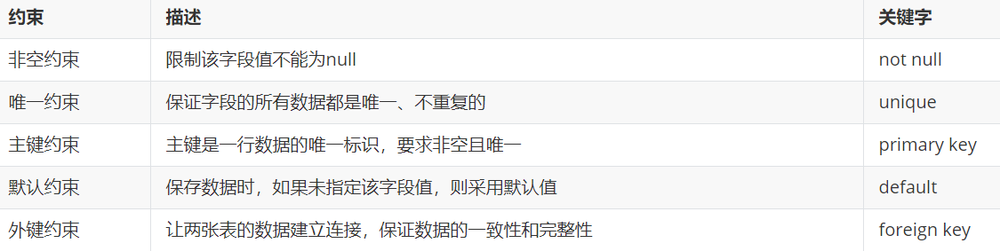 约束 描述 关键字
非空约束 限制该字段值不能为null not null
唯一约束 保证字段的所有数据都是唯一、不重复的 unique
主键约束 主键是一行数据的唯一标识，要求非空且唯一 primary key
默认约束 保存数据时，如果未指定该字段值，则采用默认值 default
外键约束 让两张表的数据建立连接，保证数据的一致性和完整性 foreign key